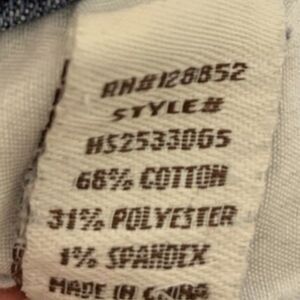 RN#128852
STYLE#
HS2533065
68% COTTON
31% POLYESTER
1% SPANDEX
MADE IN CHINA